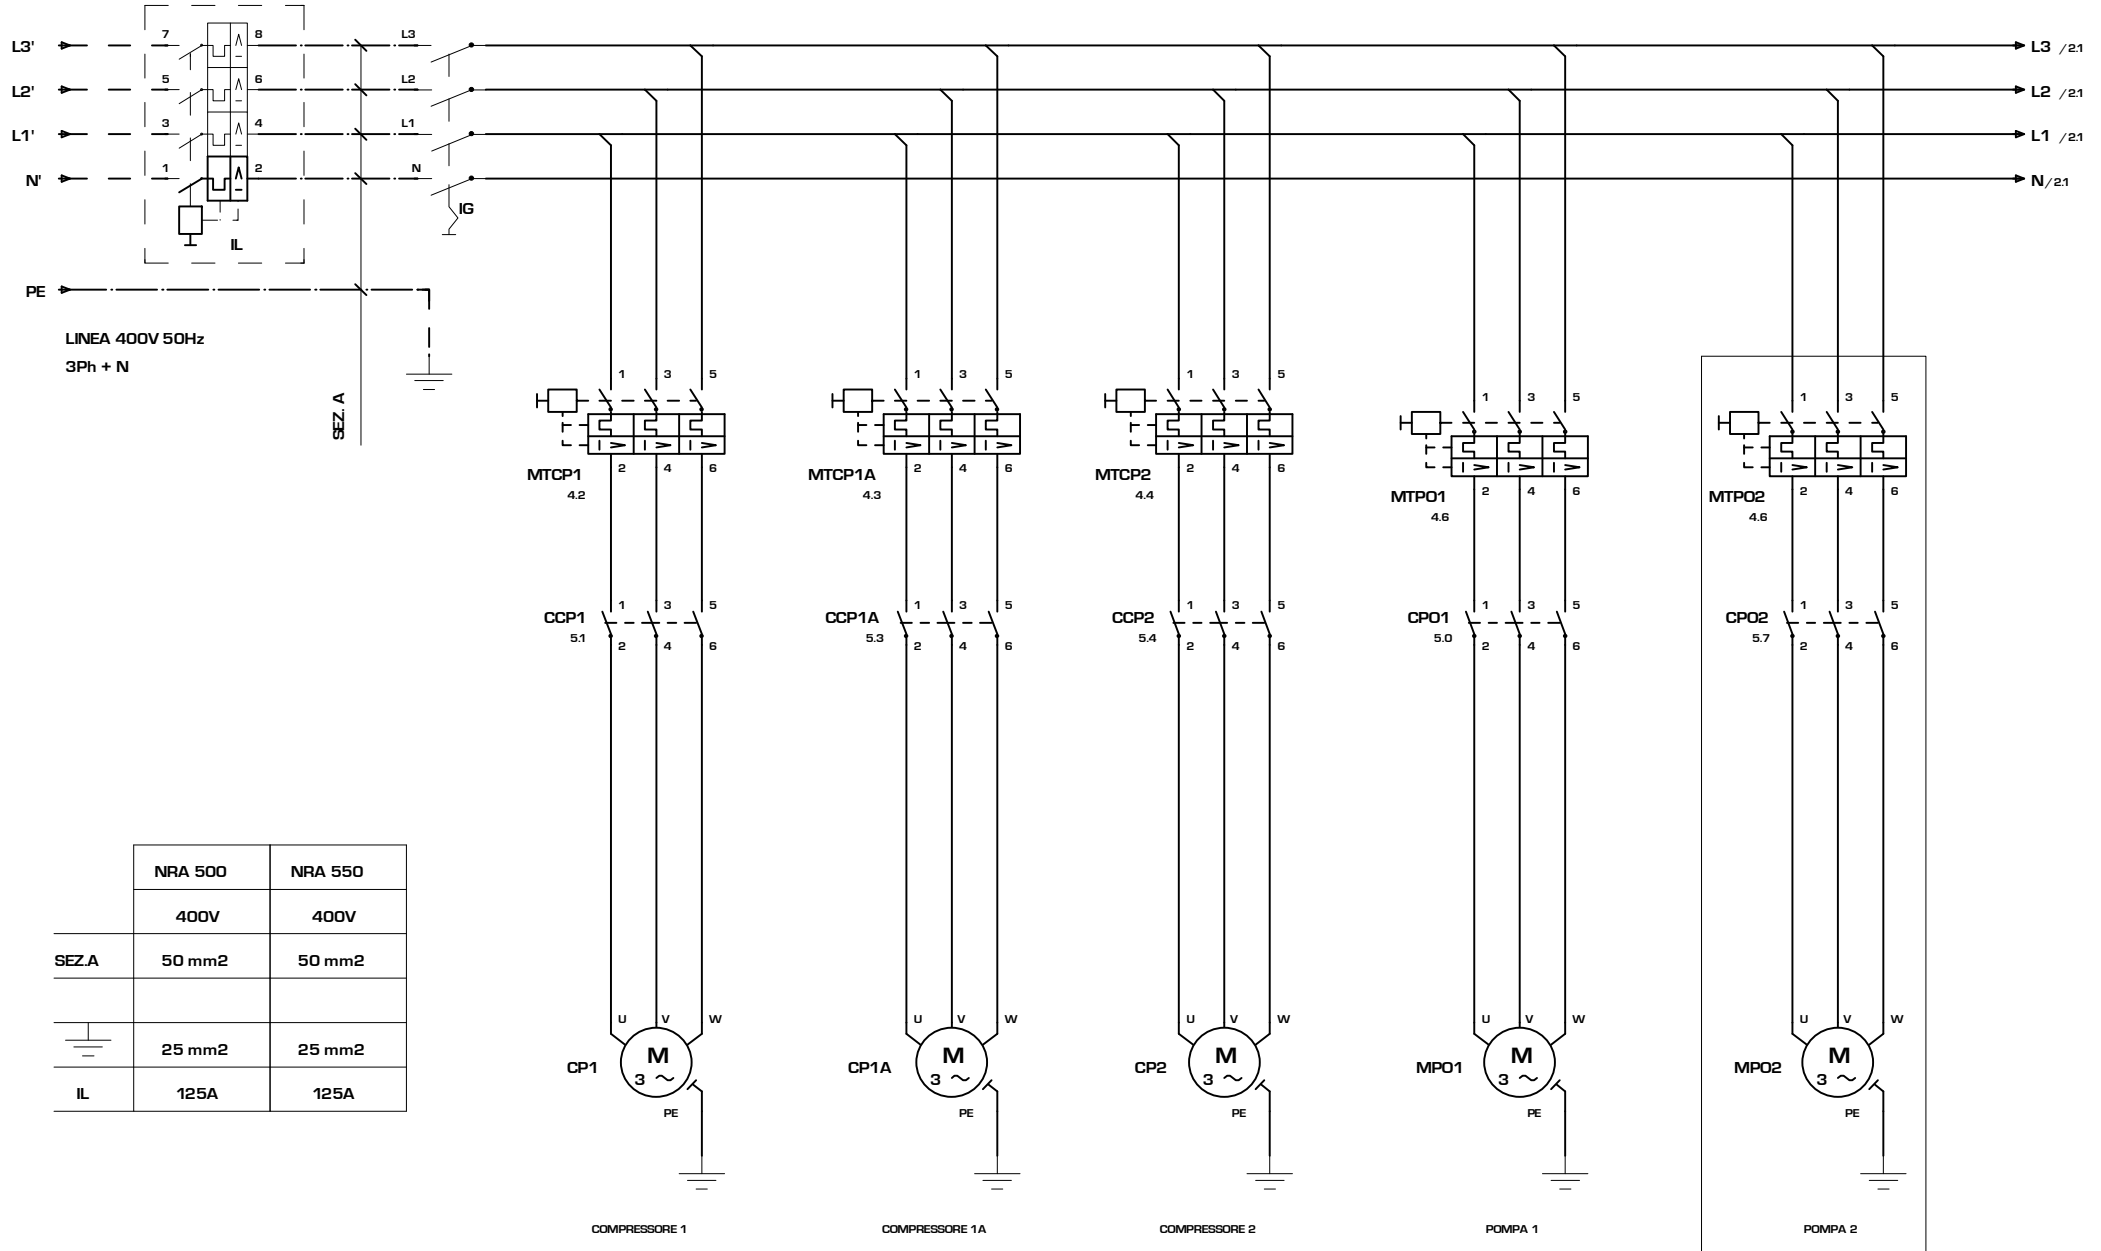 L3' 7 8 L3 L3 /2.1
L2' 5 6 L2 L2 /2.1
L1' 3 4 L1 L1 /2.1
N' 1 2 N N/2.1
IG
IL
PE
LINEA 400V 50Hz
3Ph + N
SEZ. A
1 3 5 1 3 5 1 3 5
1 3 5 1 3 5
I > I > I > I > I > I > I > I > I >
I > I > I > I > I > I >
MTCP1 2 4 6 MTCP1A 2 4 6 MTCP2 2 4 6
4.2 4.3 4.4
MTPO1 2 4 6 MTPO2 2 4 6
4.6 4.6
1 3 5 1 3 5 1 3 5 1 3 5 1 3 5
CCP1 CCP1A CCP2 CPO1 CPO2
5.1 5.3 5.4 5.0 5.7
2 4 6 2 4 6 2 4 6 2 4 6 2 4 6
NRA 500 NRA 550
400V 400V
SEZ.A 50 mm2 50 mm2
25 mm2 25 mm2
IL 125A 125A
U V W U V W U V W U V W U V W
M M M M M
CP1 CP1A CP2 MPO1 MPO2
3 ~ 3 ~ 3 ~ 3 ~ 3 ~
PE PE PE PE PE
COMPRESSORE 1 COMPRESSORE 1A COMPRESSORE 2 POMPA 1 POMPA 2